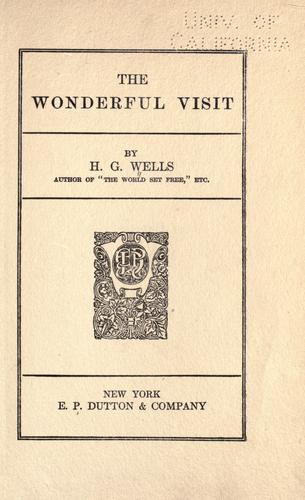 UNIV. OF
CALIFORNIA
THE
WONDERFUL VISIT
BY
H. G. WELLS
AUTHOR OF "THE WORLD SET FREE," ETC.
NEW YORK
E. P. DUTTON & COMPANY